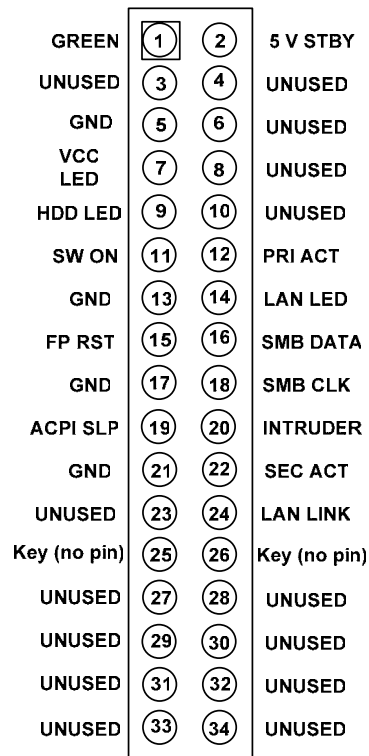 GREEN 1 2 5 V STBY
UNUSED 3 4 UNUSED
GND 5 6 UNUSED
VCC
LED 7 8 UNUSED
HDD LED 9 10 UNUSED
SW ON 11 12 PRI ACT
GND 13 14 LAN LED
FP RST 15 16 SMB DATA
GND 17 18 SMB CLK
ACPI SLP 19 20 INTRUDER
GND 21 22 SEC ACT
UNUSED 23 24 LAN LINK
Key (no pin) 25 26 Key (no pin)
UNUSED 27 28 UNUSED
UNUSED 29 30 UNUSED
UNUSED 31 32 UNUSED
UNUSED 33 34 UNUSED